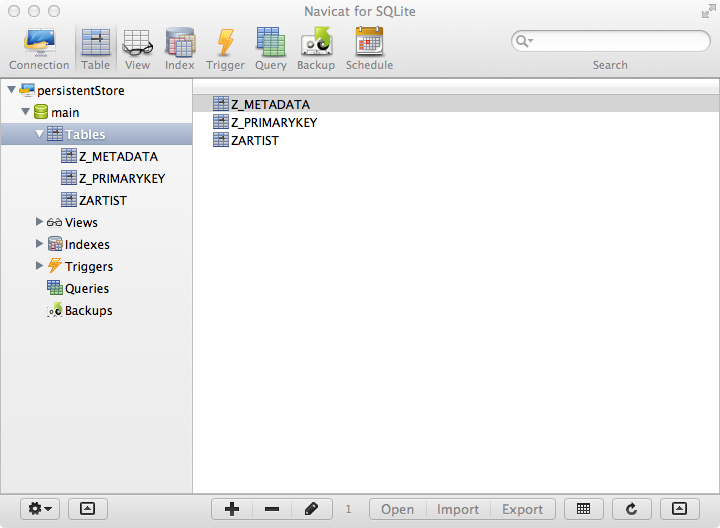 Navicat for SQLite
Connection Table View Index Trigger Query Backup Schedule Search
persistentStore
main
Tables
Z_METADATA
Z_PRIMARYKEY
ZARTIST
Views
Indexes
Triggers
Queries
Backups
Z_METADATA
Z_PRIMARYKEY
ZARTIST
1 Open Import Export